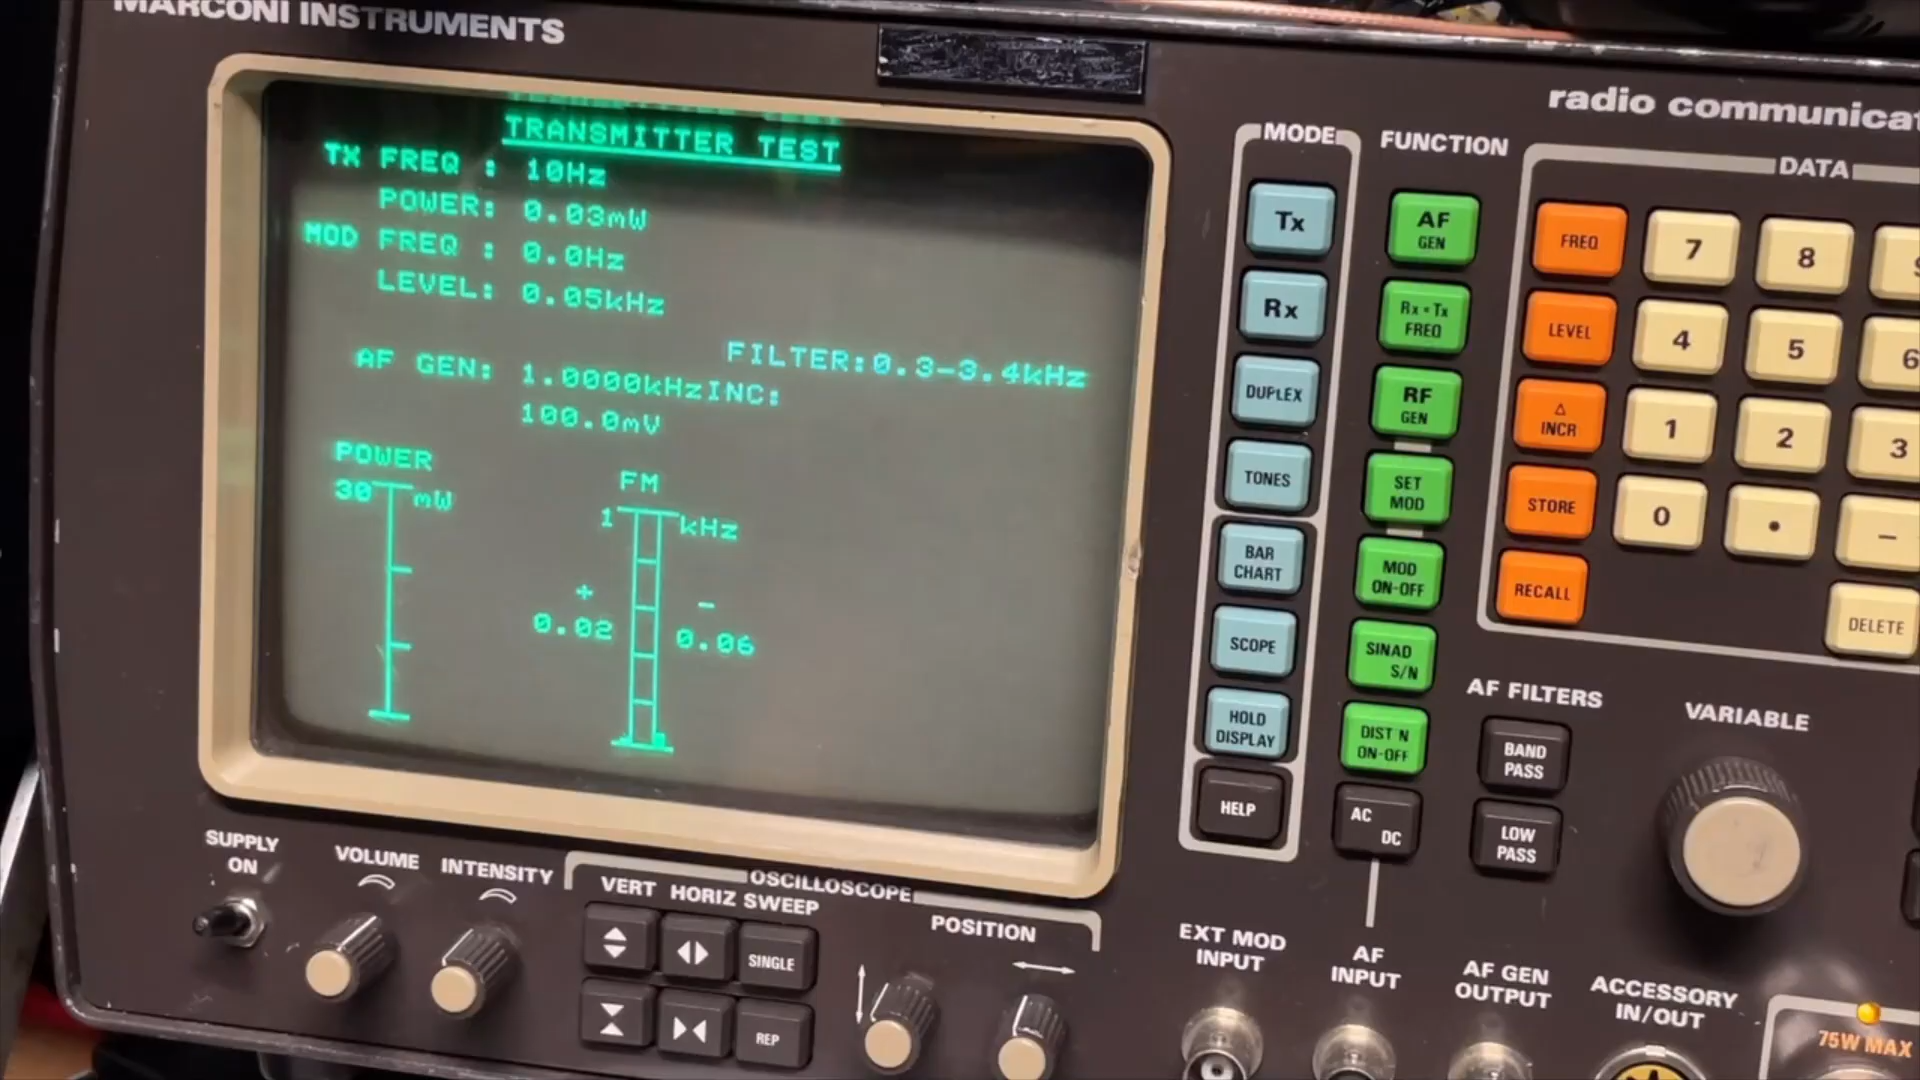 MARCONI INSTRUMENTS
TRANSMITTER TEST
TX FREQ : 10Hz
POWER: 0.03mW
MOD FREQ : 0.0Hz
LEVEL: 0.05kHz
FILTER:0.3-3.4kHz
AF GEN: 1.0000kHz INC:
100.0mV
POWER
30 mW
FM
1 kHz
+ -
0.02 0.06
radio communicat
MODE
FUNCTION
DATA
Tx
Rx
DUPLEX
TONES
BAR CHART
SCOPE
HOLD DISPLAY
HELP
AF GEN
Rx=Tx FREQ
RF GEN
SET MOD
MOD ON-OFF
SINAD S/N
DIST'N ON-OFF
AC DC
FREQ
LEVEL
Δ INCR
STORE
RECALL
7 8
4 5 6
1 2 3
0 . -
DELETE
AF FILTERS
BAND PASS
LOW PASS
VARIABLE
SUPPLY ON
VOLUME
INTENSITY
OSCILLOSCOPE
VERT HORIZ SWEEP
SINGLE
REP
POSITION
EXT MOD INPUT
AF INPUT
AF GEN OUTPUT
ACCESSORY IN/OUT
75W MAX